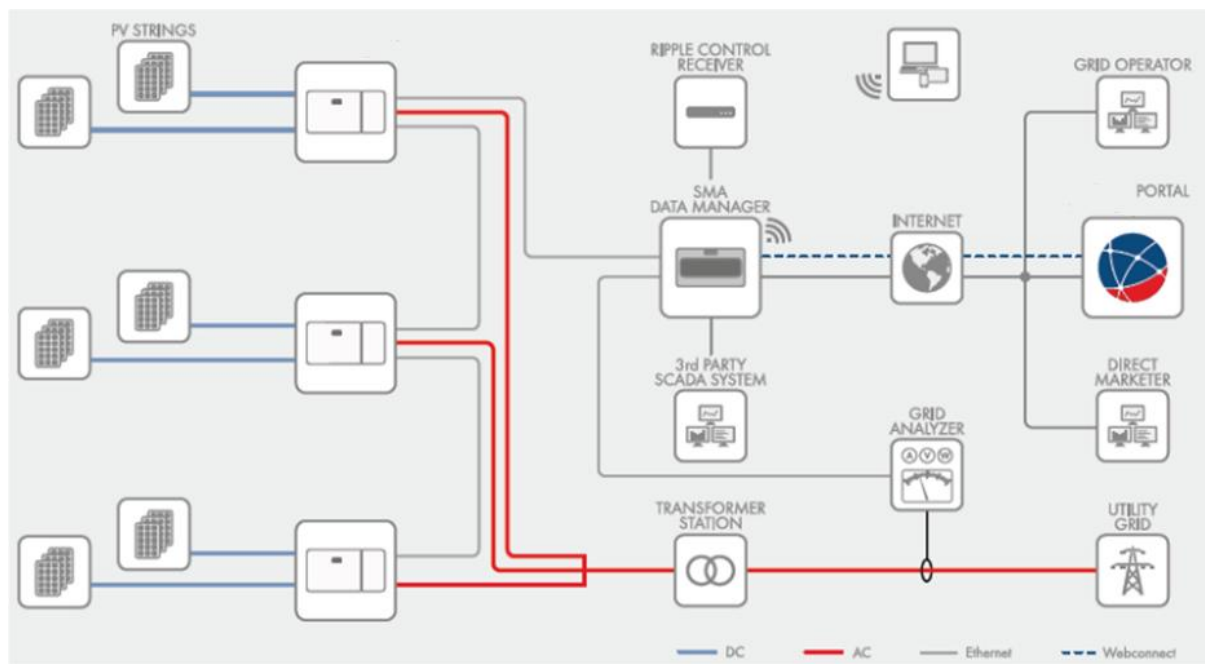 PV STRINGS
RIPPLE CONTROL
RECEIVER
GRID OPERATOR
SMA
DATA MANAGER
INTERNET
PORTAL
3rd PARTY
SCADA SYSTEM
GRID
ANALYZER
A V W
DIRECT
MARKETER
TRANSFORMER
STATION
UTILITY
GRID
DC
AC
Ethernet
Webconnect